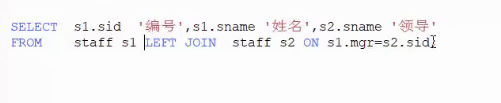 SELECT s1.sid '编号',s1.sname '姓名',s2.sname '领导'
FROM staff s1 LEFT JOIN staff s2 ON s1.mgr=s2.sid;